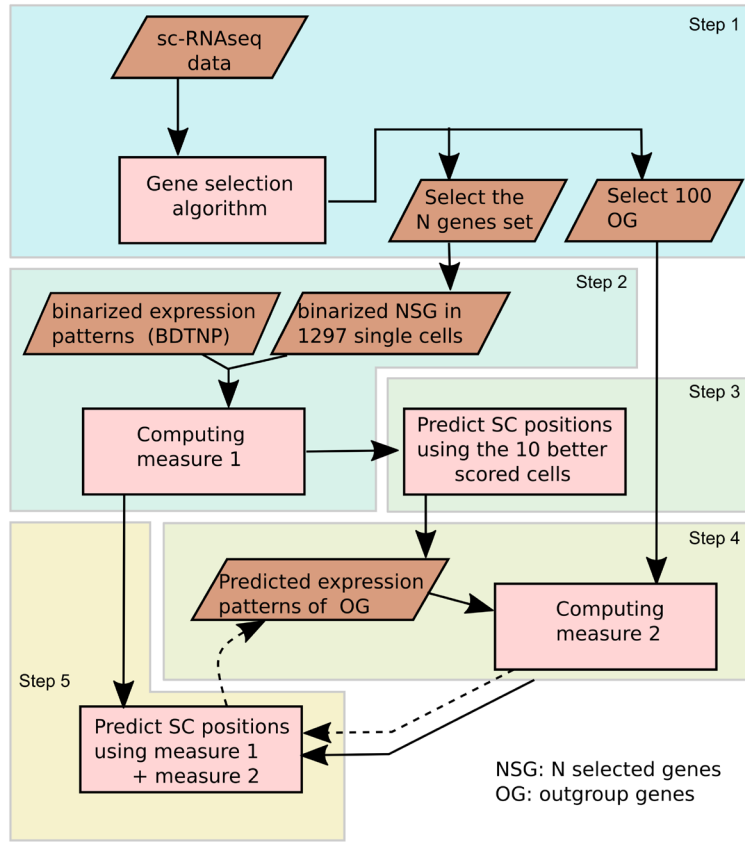 Step 1
sc-RNAseq
data
Gene selection
algorithm
Select the
N genes set
Select 100
OG
Step 2
binarized expression
patterns (BDTNP)
binarized NSG in
1297 single cells
Computing
measure 1
Step 3
Predict SC positions
using the 10 better
scored cells
Step 4
Predicted expression
patterns of OG
Computing
measure 2
Step 5
Predict SC positions
using measure 1
+ measure 2
NSG: N selected genes
OG: outgroup genes